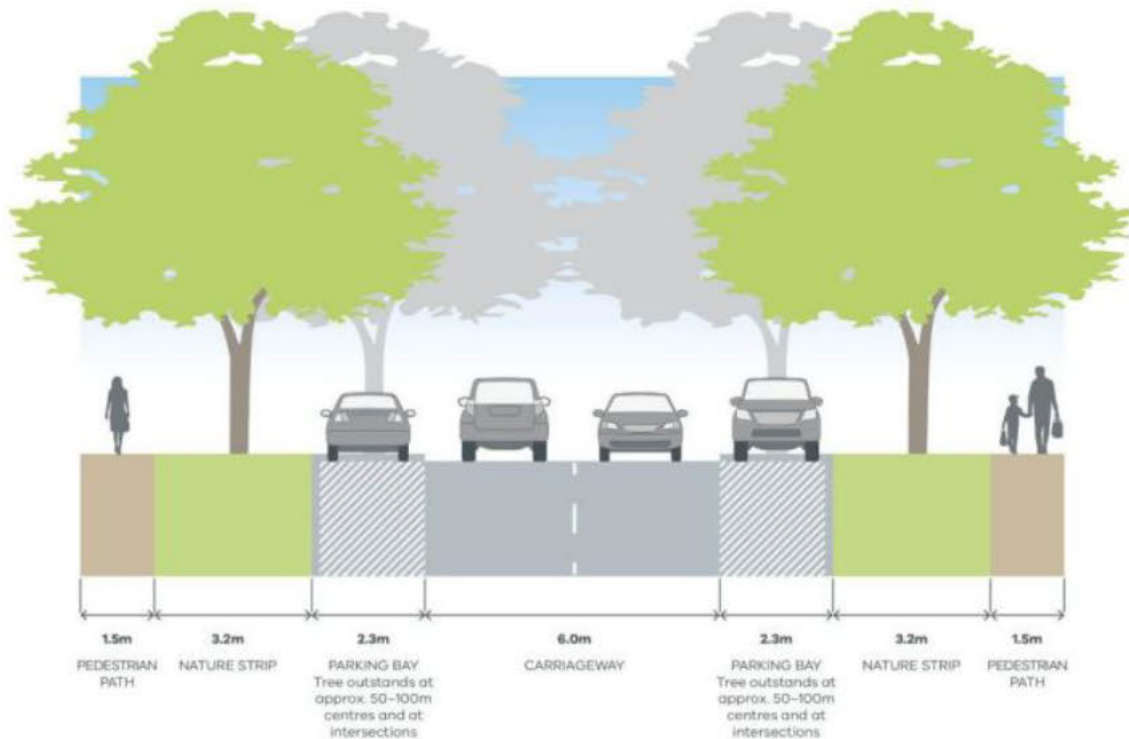 1.5m
3.2m
2.3m
6.0m
2.3m
3.2m
1.5m
PEDESTRIAN
PATH
NATURE STRIP
PARKING BAY
Tree outstands at
approx. 50–100m
centres and at
intersections
CARRIAGEWAY
PARKING BAY
Tree outstands at
approx. 50–100m
centres and at
intersections
NATURE STRIP
PEDESTRIAN
PATH